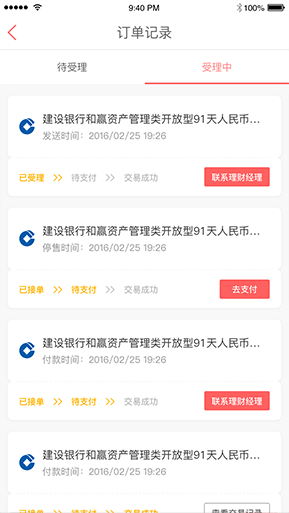 9:40 PM
100%
订单记录
待受理
受理中
建设银行和赢资产管理类开放型91天人民币...
发送时间：2016/02/25 19:26
已受理 >> 待支付 >> 交易成功 联系理财经理
建设银行和赢资产管理类开放型91天人民币...
停售时间：2016/02/25 19:26
已接单 >> 待支付 >> 交易成功 去支付
建设银行和赢资产管理类开放型91天人民币...
付款时间：2016/02/25 19:26
已接单 >> 待支付 >> 交易成功 联系理财经理
建设银行和赢资产管理类开放型91天人民币...
付款时间：2016/02/25 19:26
已接单 >> 待支付 >> 交易成功 查看交易记录